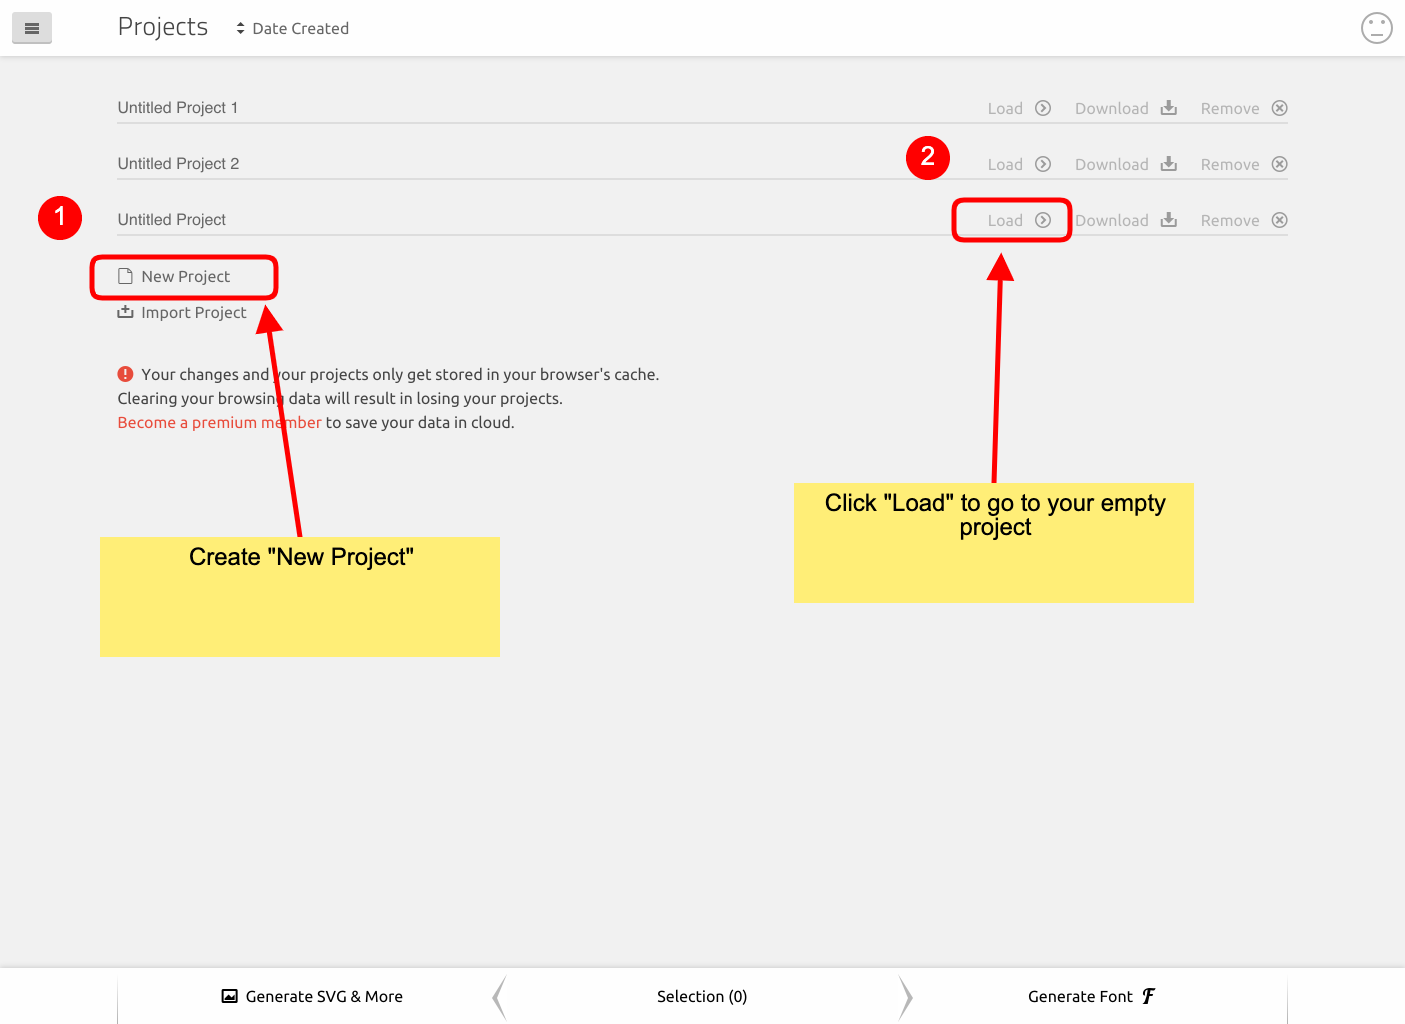 Projects Date Created
Untitled Project 1 Load Download Remove
Untitled Project 2 Load Download Remove
2
1
Untitled Project Load Download Remove
New Project
Import Project
Your changes and your projects only get stored in your browser's cache.
Clearing your browsing data will result in losing your projects.
Become a premium member to save your data in cloud.
Click "Load" to go to your empty
project
Create "New Project"
Generate SVG & More Selection (0) Generate Font